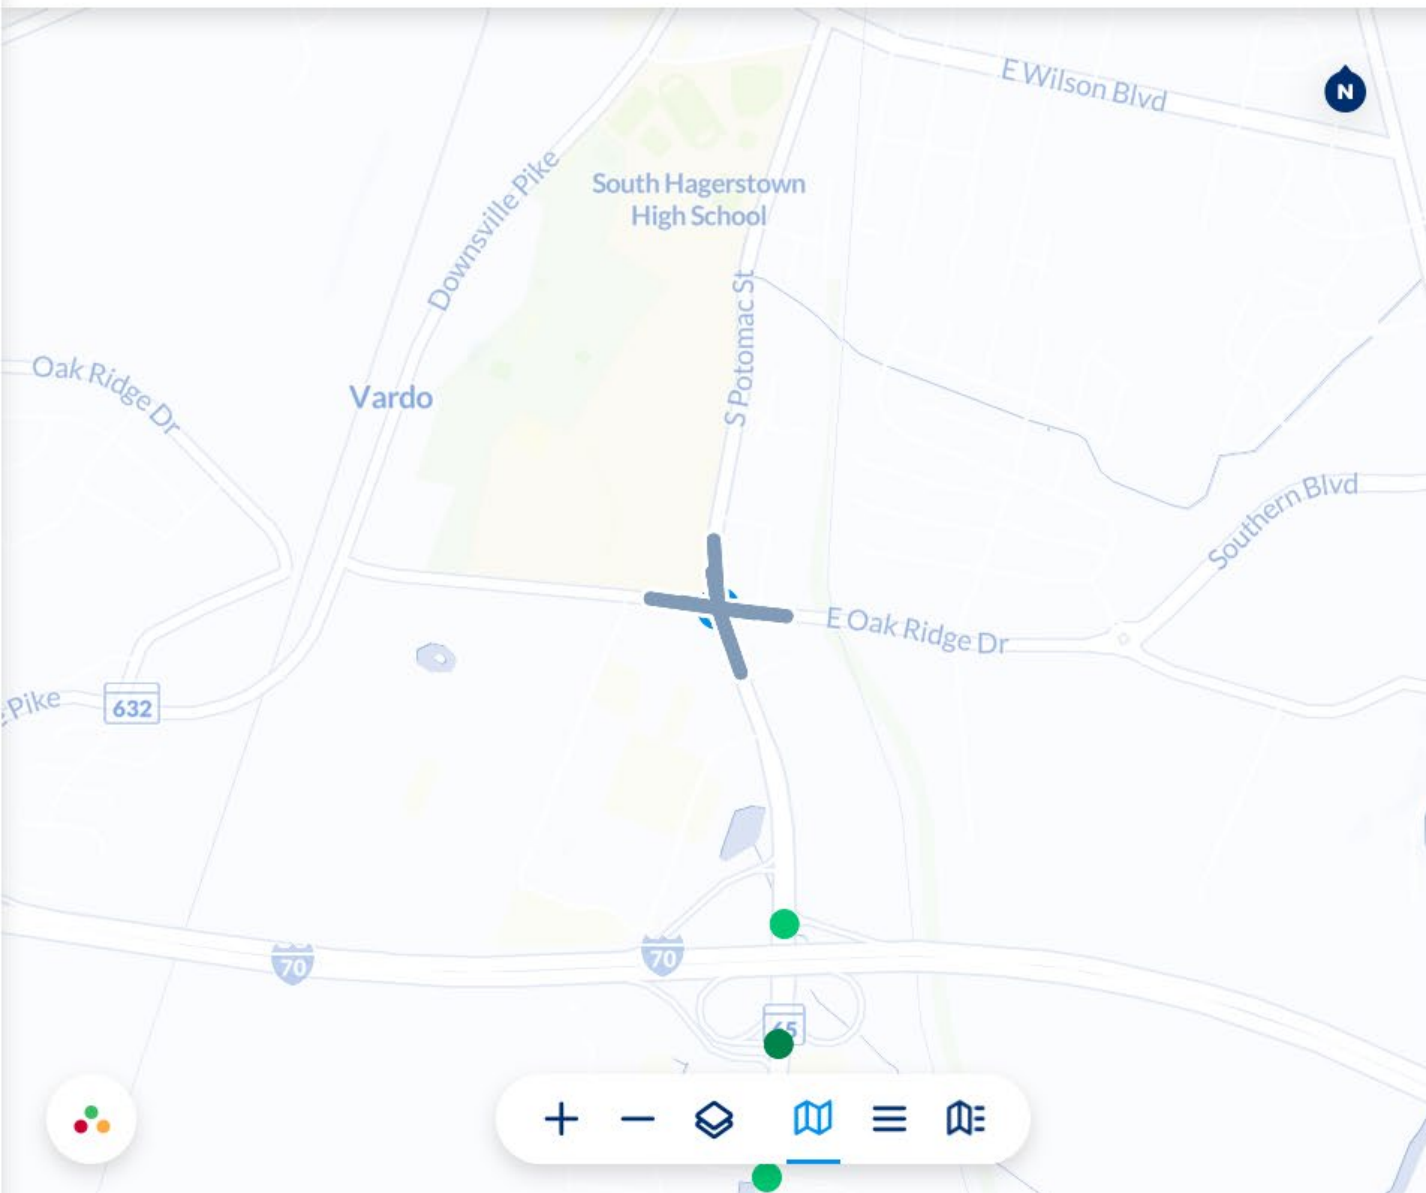 E Wilson Blvd
N
Downsville Pike
South Hagerstown
High School
S Potomac St
Oak Ridge Dr
Vardo
Southern Blvd
E Oak Ridge Dr
Pike
632
70
70
65